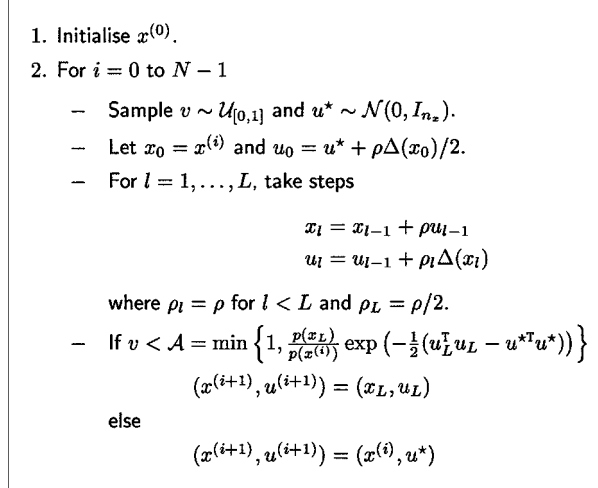 1. Initialise x^(0).
2. For i = 0 to N − 1
– Sample v ∼ U_[0,1] and u* ∼ N(0, I_{n_x}).
– Let x_0 = x^(i) and u_0 = u* + ρΔ(x_0)/2.
– For l = 1, . . . , L, take steps
x_l = x_{l−1} + ρu_{l−1}
u_l = u_{l−1} + ρ_lΔ(x_l)
where ρ_l = ρ for l < L and ρ_L = ρ/2.
– If v < A = min {1, p(x_L)/p(x^(i)) exp (−1/2(u_L^T u_L − u*^T u*))}
(x^(i+1), u^(i+1)) = (x_L, u_L)
else
(x^(i+1), u^(i+1)) = (x^(i), u*)